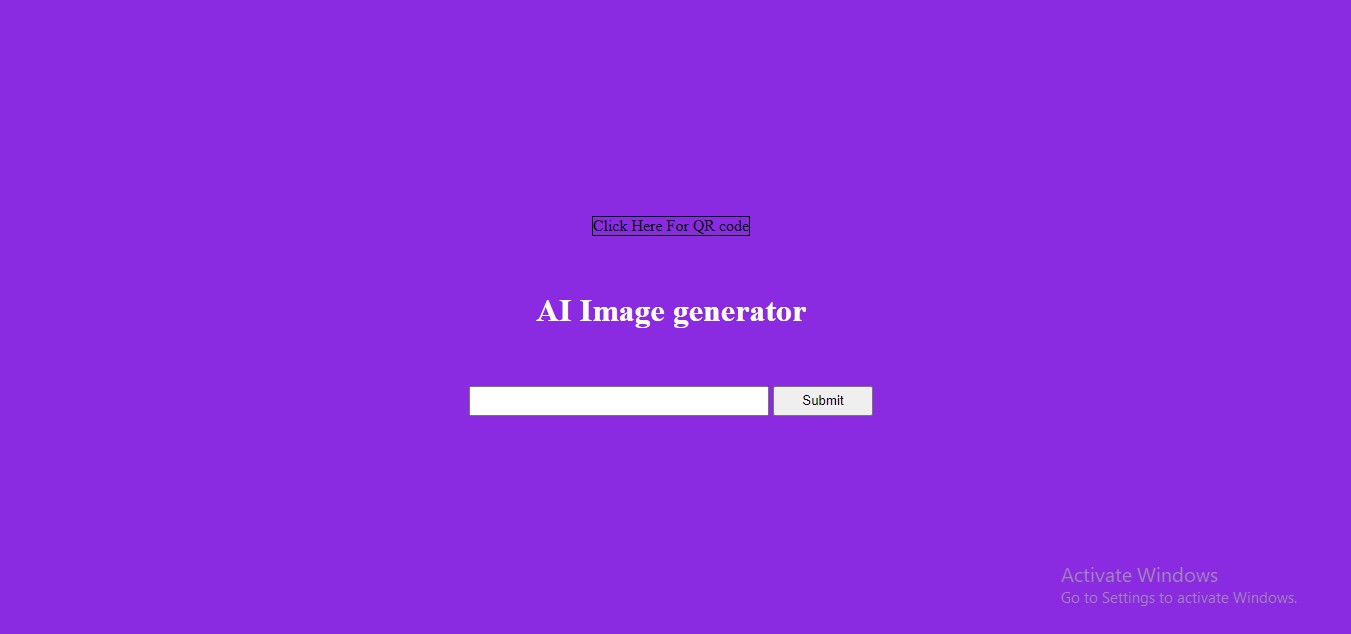 Click Here For QR code
AI Image generator
Submit
Activate Windows
Go to Settings to activate Windows.